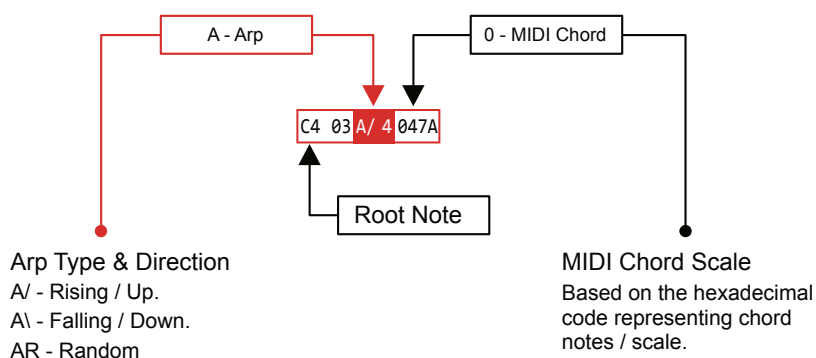 A - Arp
0 - MIDI Chord
C4 03 A/ 4 047A
Root Note
Arp Type & Direction
A/ - Rising / Up.
A\ - Falling / Down.
AR - Random
MIDI Chord Scale
Based on the hexadecimal
code representing chord
notes / scale.